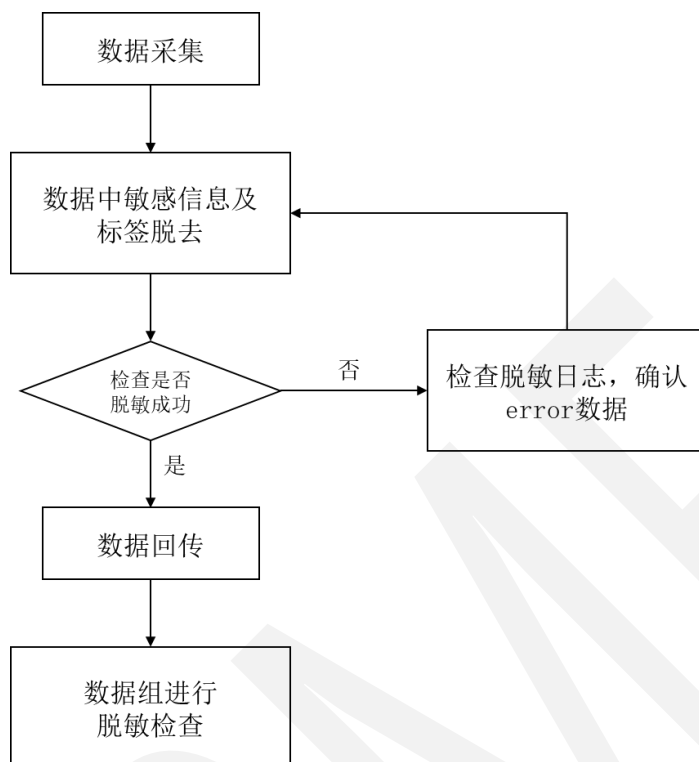 数据采集
数据中敏感信息及
标签脱去
检查是否
脱敏成功
否
检查脱敏日志，确认
error数据
是
数据回传
数据组进行
脱敏检查